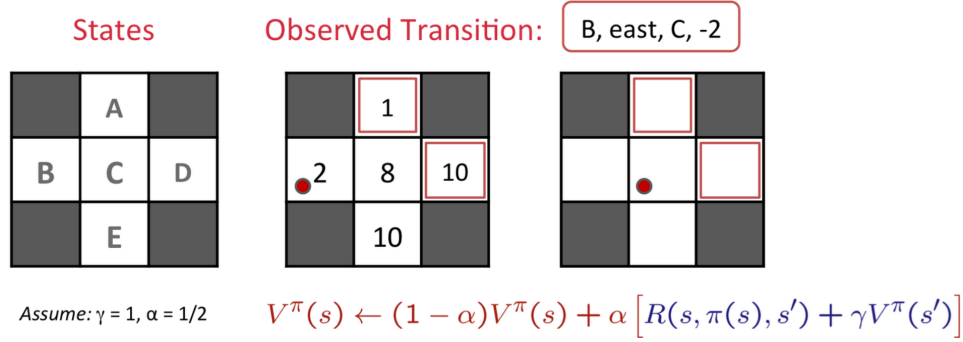 States
Observed Transition:
B, east, C, -2
A
B C D
E
1
2 8 10
10
Assume: γ = 1, α = 1/2
V^π(s) ← (1 − α)V^π(s) + α [R(s, π(s), s′) + γV^π(s′)]